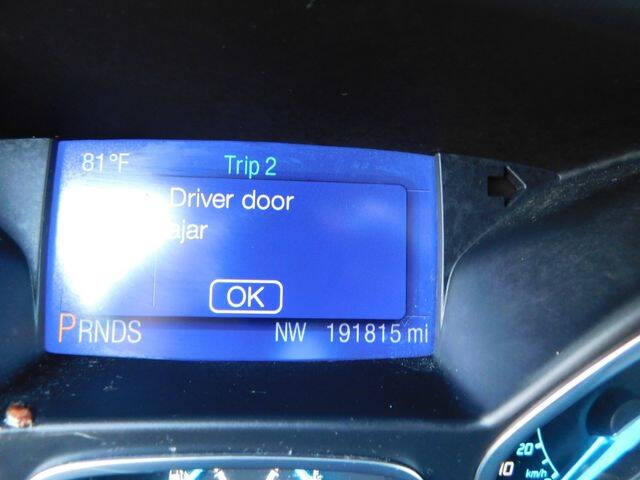 81°F Trip 2
Driver door
ajar
OK
PRNDS NW 191815 mi
20
10 km/h